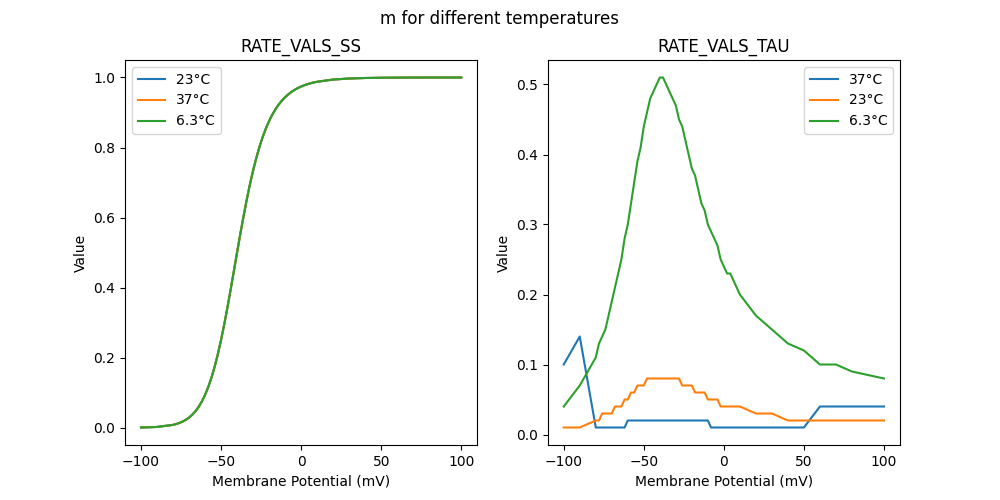 m for different temperatures
RATE_VALS_SS
1.0
0.8
0.6
0.4
0.2
0.0
Value
23°C
37°C
6.3°C
−100
−50
0
50
100
Membrane Potential (mV)
RATE_VALS_TAU
0.5
0.4
0.3
0.2
0.1
0.0
Value
37°C
23°C
6.3°C
−100
−50
0
50
100
Membrane Potential (mV)